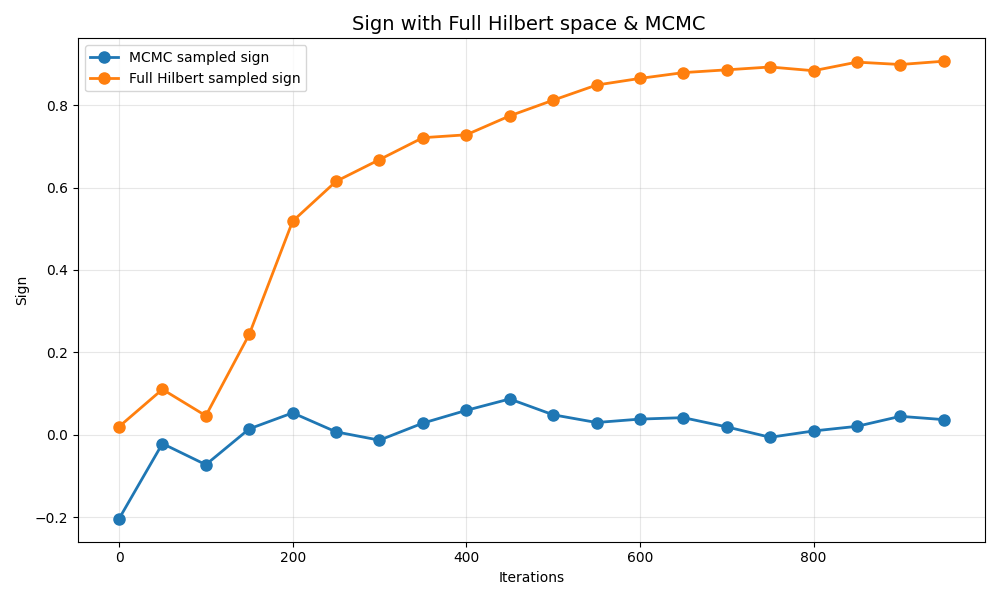 Sign with Full Hilbert space & MCMC
MCMC sampled sign
Full Hilbert sampled sign
Sign
0.8
0.6
0.4
0.2
0.0
−0.2
0
200
400
600
800
Iterations